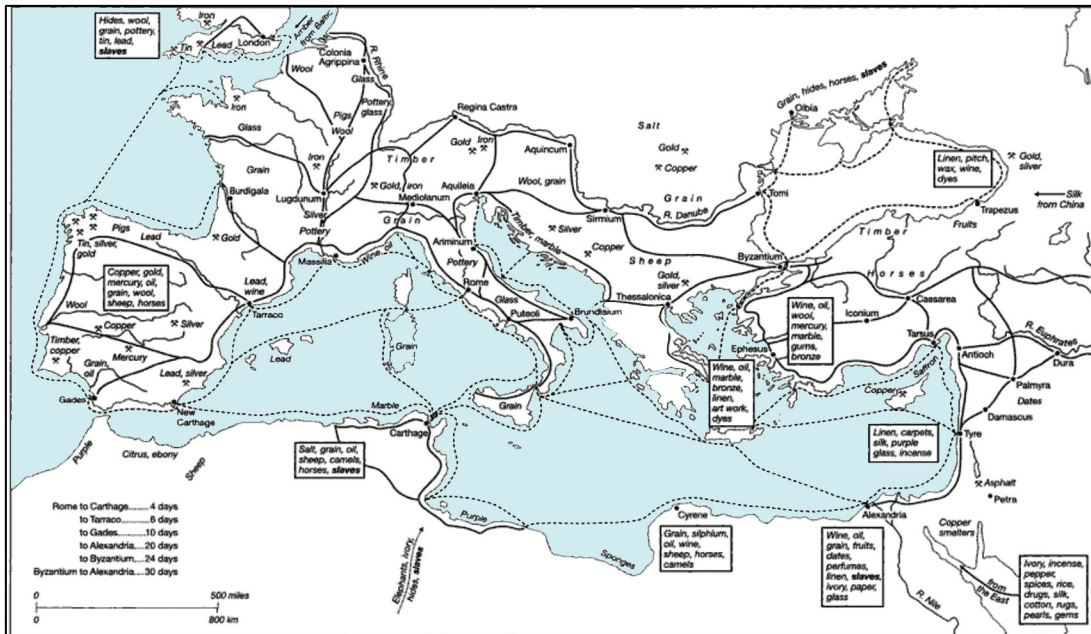 Hides, wool,
grain, pottery,
tin, lead,
slaves
Iron
Tin
Lead
London
Amber
from Baltic
Colonia
Agrippina
R. Rhine
Wool
Glass
Iron
Pigs
Wool
Pottery,
glass
Glass
Grain
Iron
Lugdunum
Silver
Pottery
Burdigala
Gold
Massilia
Regina Castra
Gold
Iron
Timber
Gold, iron
Mediolanum
Aquileia
Grain
Wine, oil
Ariminum
Pottery
Rome
Glass
Puteoli
Brundisium
Timber, marble
Aquincum
Salt
Gold
Copper
Wool, grain
Grain
R. Danube
Sirmium
Silver
Copper
Sheep
Gold,
silver
Thessalonica
Byzantium
Tomi
Olbia
Grain, hides, horses, slaves
Linen, pitch,
wax, wine,
dyes
Gold,
silver
Silk
from China
Trapezus
Fruits
Timber
Horses
Caesarea
Iconium
Tarsus
Wine, oil,
wool,
mercury,
marble,
gums,
bronze
Ephesus
Wine, oil,
marble,
bronze,
linen,
art work,
dyes
Saffron
Copper
Antioch
R. Euphrates
Dura
Palmyra
Dates
Damascus
Linen, carpets,
silk, purple
glass, incense
Tyre
Asphalt
Petra
Pigs
Lead
Tin, silver,
gold
Copper, gold,
mercury, oil,
grain, wool,
sheep, horses
Lead,
wine
Tarraco
Wool
Copper
Silver
Mercury
Timber,
copper
Grain,
oil
Lead, silver
Lead
Gades
New
Carthage
Grain
Grain
Marble
Carthage
Purple
Citrus, ebony
Sheep
Salt, grain, oil,
sheep, camels,
horses, slaves
Purple
Sponges
Elephants, ivory,
hides, slaves
Cyrene
Grain, silphium,
oil, wine,
sheep, horses,
camels
Alexandria
Wine, oil,
grain, fruits,
dates,
perfumes,
linen, slaves,
ivory, paper,
glass
R. Nile
Copper
smelters
from
the East
Ivory, incense,
pepper,
spices, rice,
drugs, silk,
cotton, rugs,
pearls, gems
Rome to Carthage.......4 days
to Tarraco..........6 days
to Gades..........10 days
to Alexandria....20 days
to Byzantium....24 days
Byzantium to Alexandria....30 days
0 500 miles
0 800 km